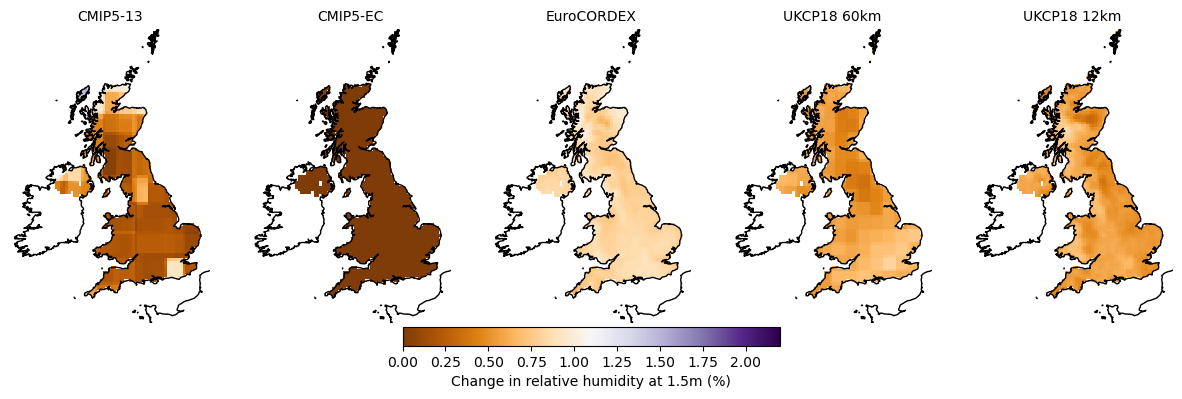 CMIP5-13 CMIP5-EC EuroCORDEX UKCP18 60km UKCP18 12km
0.00 0.25 0.50 0.75 1.00 1.25 1.50 1.75 2.00
Change in relative humidity at 1.5m (%)